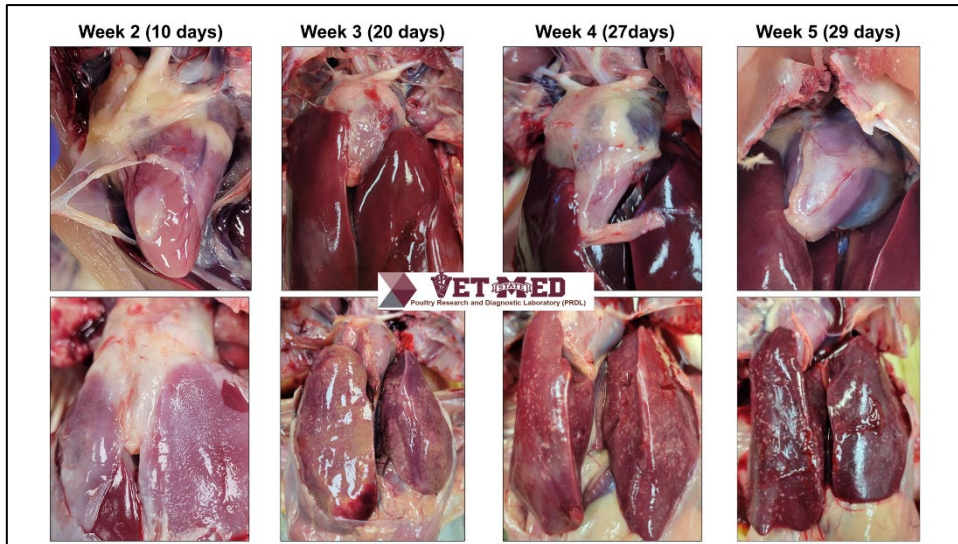 Week 2 (10 days)
Week 3 (20 days)
Week 4 (27days)
Week 5 (29 days)
VET MED
STATE
Poultry Research and Diagnostic Laboratory (PRDL)